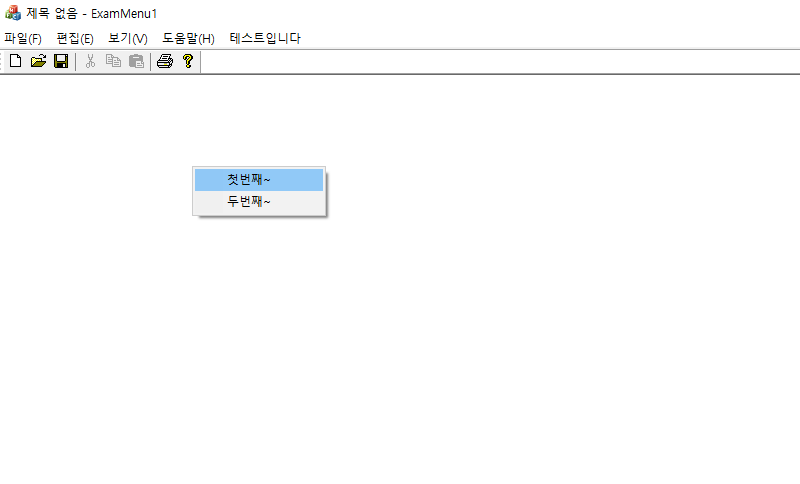 제목 없음 - ExamMenu1
파일(F) 편집(E) 보기(V) 도움말(H) 테스트입니다
첫번째~
두번째~